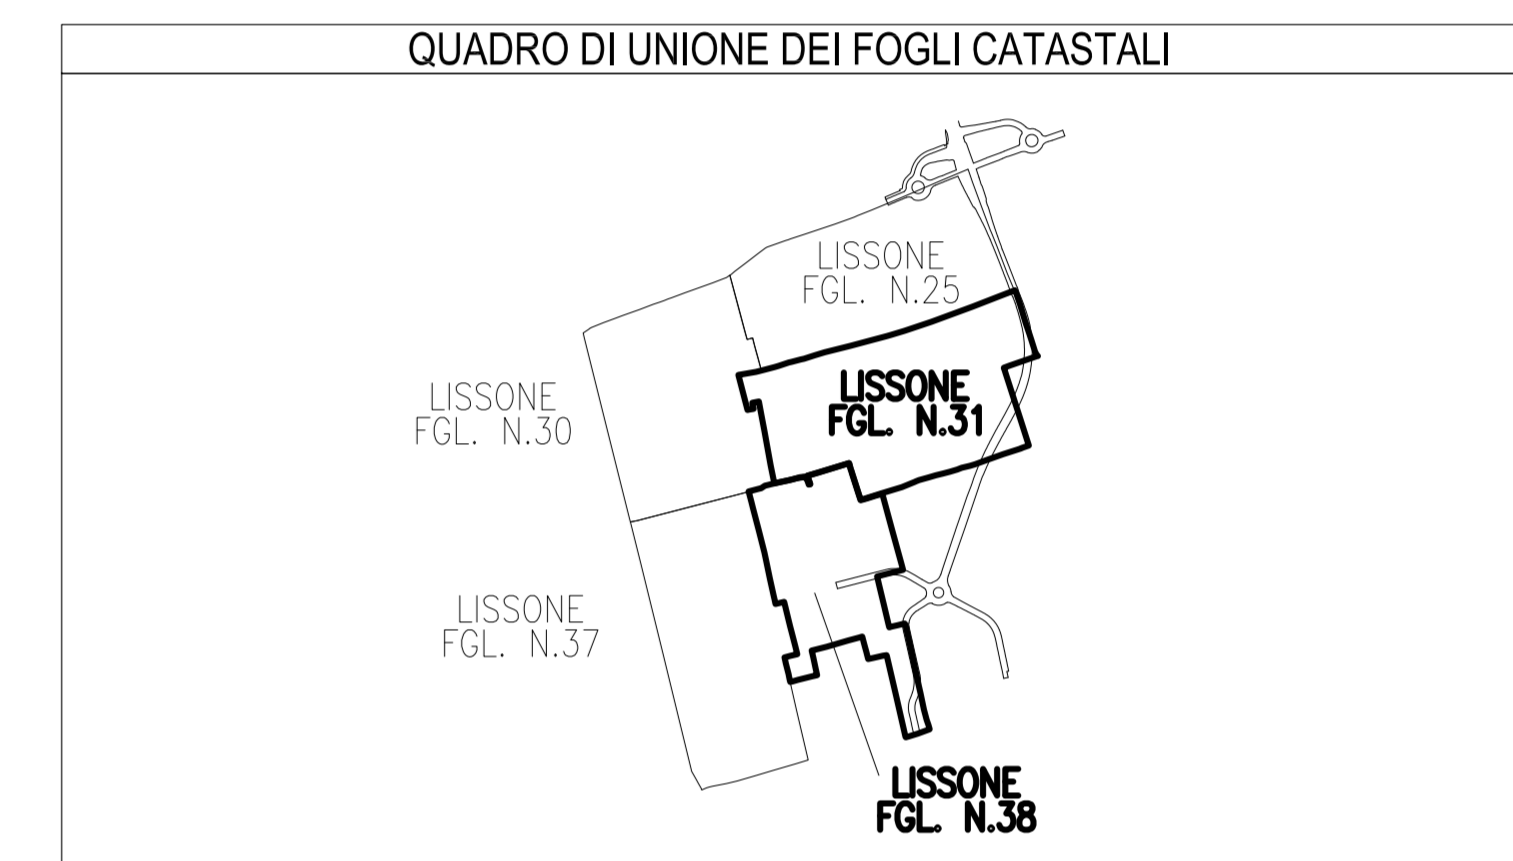 QUADRO DI UNIONE DEI FOGLI CATASTALI
LISSONE
FGL. N.25
LISSONE
FGL. N.31
LISSONE
FGL. N.30
LISSONE
FGL. N.37
LISSONE
FGL. N.38